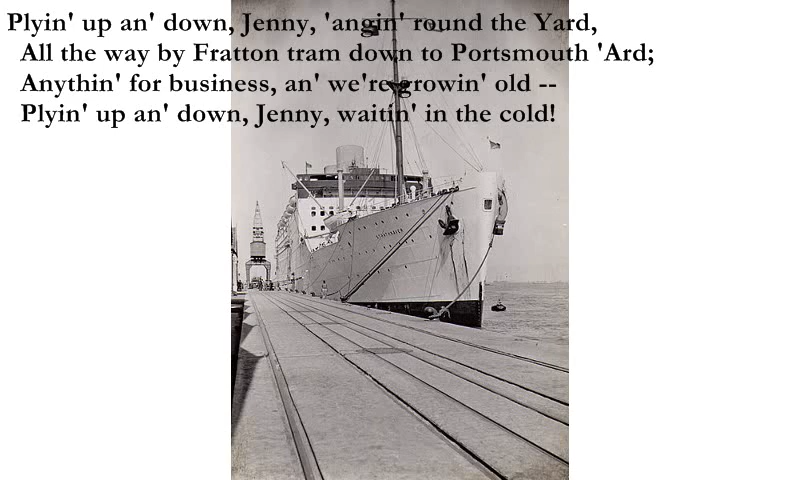 Plyin' up an' down, Jenny, 'angin' round the Yard,
All the way by Fratton tram down to Portsmouth 'Ard;
Anythin' for business, an' we're growin' old --
Plyin' up an' down, Jenny, waitin' in the cold!